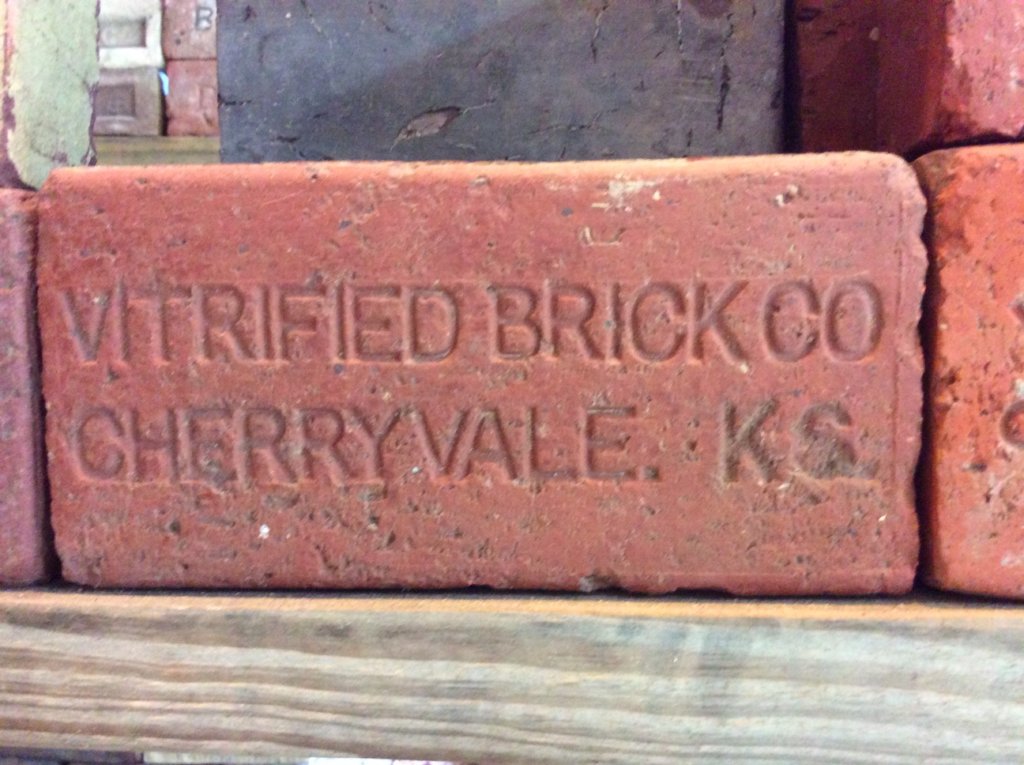 VITRIFIED BRICK CO
CHERRYVALE. KS.